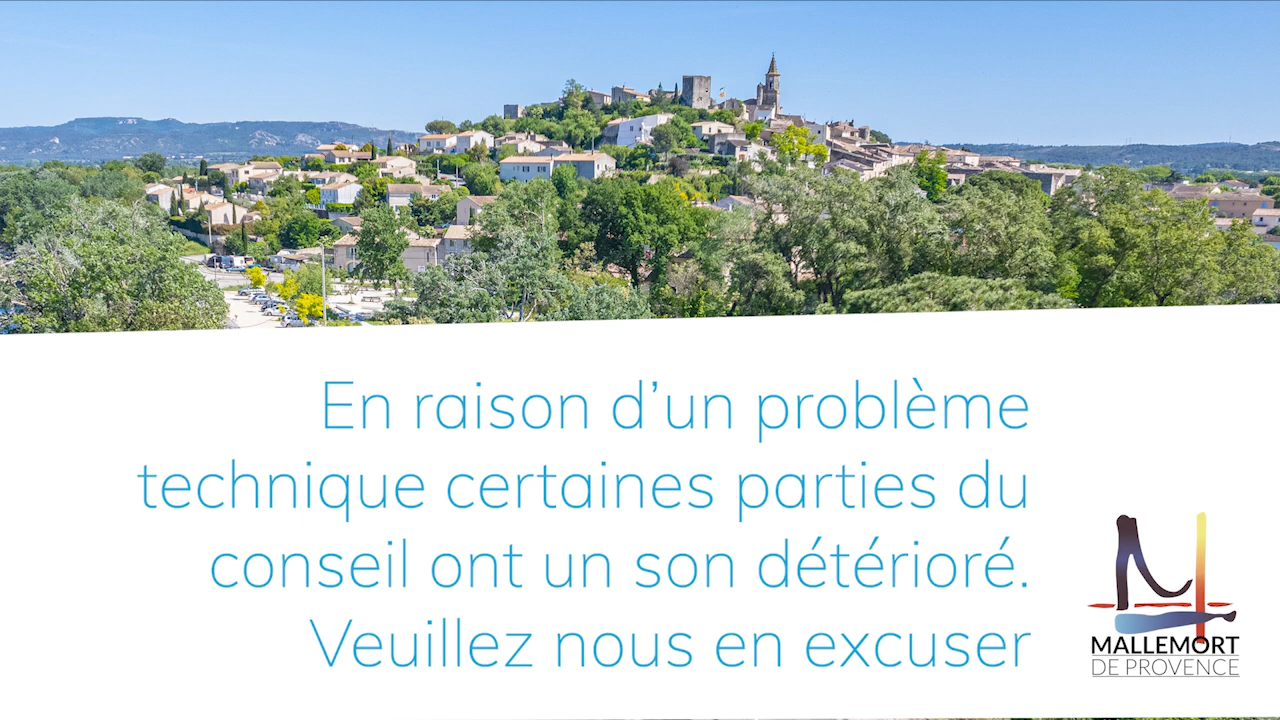 En raison d’un problème
technique certaines parties du
conseil ont un son détérioré.
Veuillez nous en excuser
MALLEMORT
DE PROVENCE